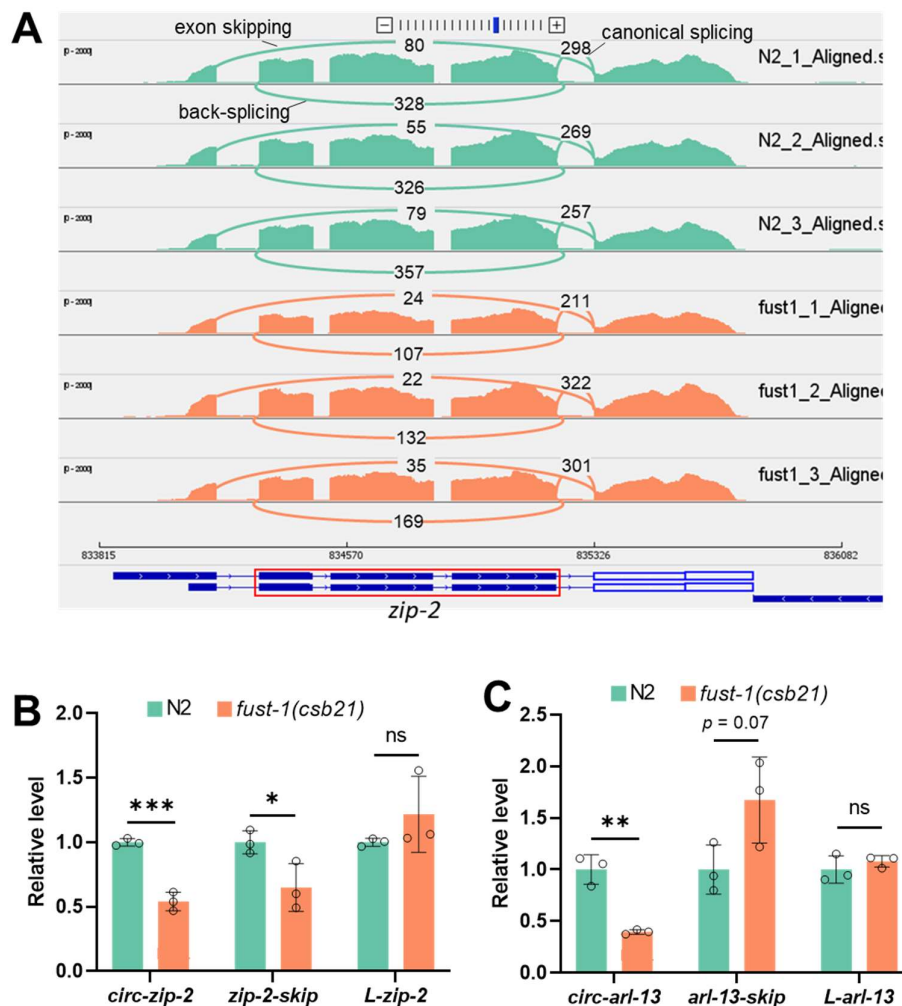 A
exon skipping
canonical splicing
80
298
N2_1_Aligned.s
back-splicing
328
55
269
N2_2_Aligned.s
326
79
257
N2_3_Aligned.s
357
24
211
fust1_1_Aligne
107
22
322
fust1_2_Aligne
132
35
301
fust1_3_Aligne
169
833815 834570 835326 836082
zip-2
B
N2 fust-1(csb21)
Relative level
2.0
1.5
1.0
0.5
0.0
*** * ns
circ-zip-2 zip-2-skip L-zip-2
C
N2 fust-1(csb21)
Relative level
2.5
2.0
1.5
1.0
0.5
0.0
** p = 0.07 ns
circ-arl-13 arl-13-skip L-arl-13